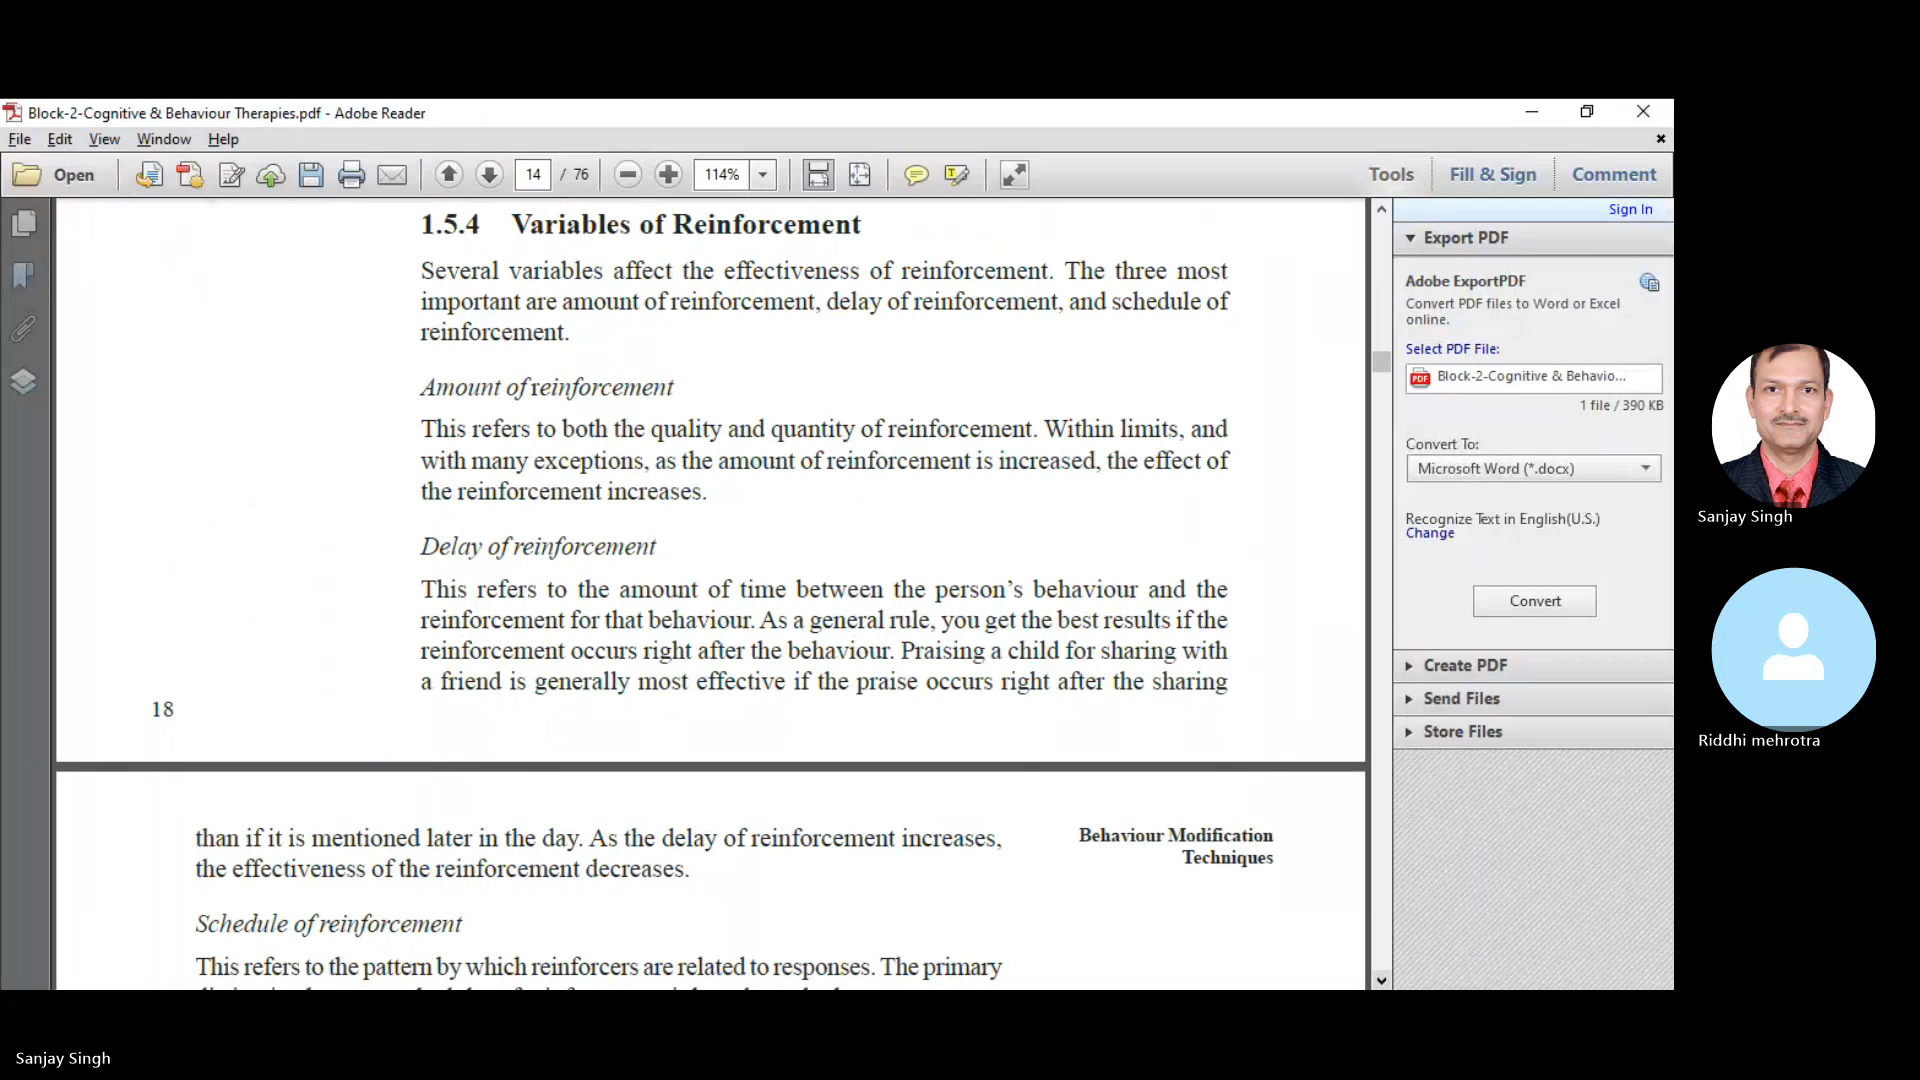 Block-2-Cognitive & Behaviour Therapies.pdf - Adobe Reader
File Edit View Window Help
Open 14 / 76 114% Tools Fill & Sign Comment
1.5.4 Variables of Reinforcement
Several variables affect the effectiveness of reinforcement. The three most
important are amount of reinforcement, delay of reinforcement, and schedule of
reinforcement.
Amount of reinforcement
This refers to both the quality and quantity of reinforcement. Within limits, and
with many exceptions, as the amount of reinforcement is increased, the effect of
the reinforcement increases.
Delay of reinforcement
This refers to the amount of time between the person's behaviour and the
reinforcement for that behaviour. As a general rule, you get the best results if the
reinforcement occurs right after the behaviour. Praising a child for sharing with
a friend is generally most effective if the praise occurs right after the sharing
18
than if it is mentioned later in the day. As the delay of reinforcement increases,
the effectiveness of the reinforcement decreases.
Behaviour Modification
Techniques
Schedule of reinforcement
This refers to the pattern by which reinforcers are related to responses. The primary
Sign In
Export PDF
Adobe ExportPDF
Convert PDF files to Word or Excel
online.
Select PDF File:
PDF Block-2-Cognitive & Behavio...
1 file / 390 KB
Convert To:
Microsoft Word (*.docx)
Recognize Text in English(U.S.)
Change
Convert
Create PDF
Send Files
Store Files
Sanjay Singh
Riddhi mehrotra
Sanjay Singh